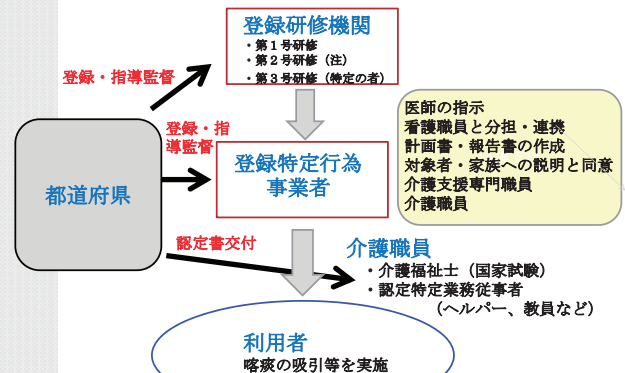 登録研修機関
・第１号研修
・第２号研修（注）
・第３号研修（特定の者）
登録・指導監督
登録・指
導監督
都道府県
登録特定行為
事業者
医師の指示
看護職員と分担・連携
計画書・報告書の作成
対象者・家族への説明と同意
介護支援専門職員
介護職員
認定書交付
介護職員
・介護福祉士（国家試験）
・認定特定業務従事者
（ヘルパー、教員など）
利用者
喀痰の吸引等を実施